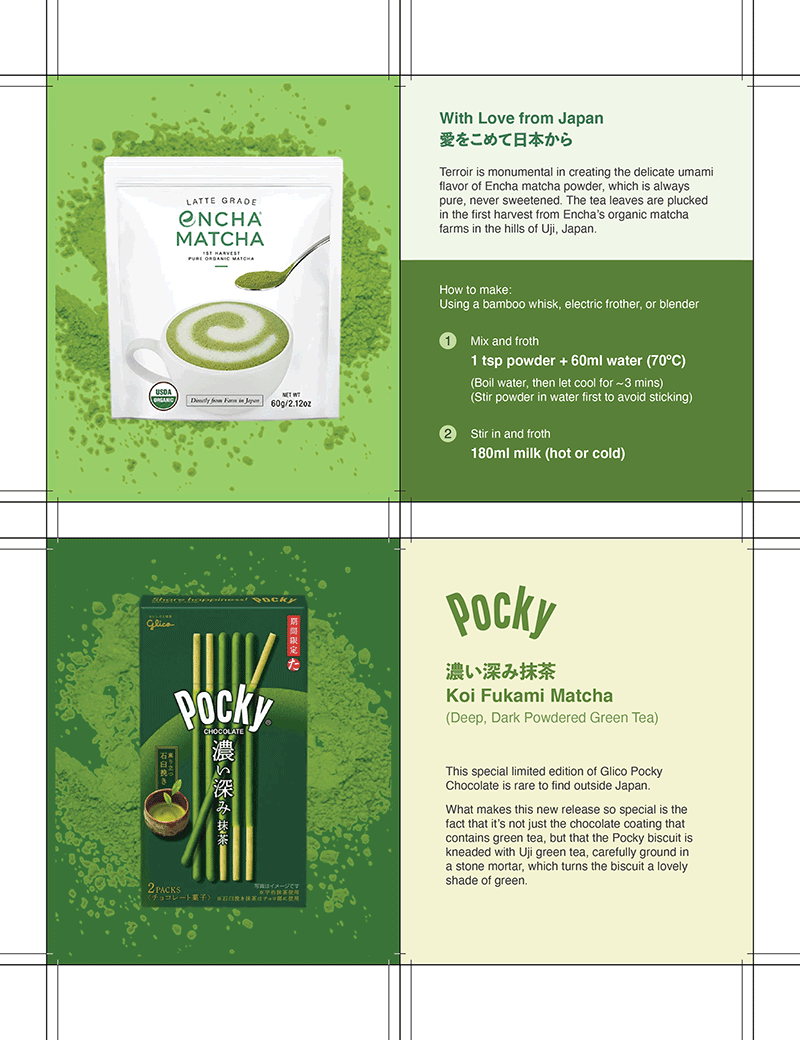 LATTE GRADE
ENCHA
MATCHA
1ST HARVEST
PURE ORGANIC MATCHA
USDA
ORGANIC
Directly from Farm in Japan
NET WT
60g/2.12oz
With Love from Japan
愛をこめて日本から
Terroir is monumental in creating the delicate umami
flavor of Encha matcha powder, which is always
pure, never sweetened. The tea leaves are plucked
in the first harvest from Encha's organic matcha
farms in the hills of Uji, Japan.
How to make:
Using a bamboo whisk, electric frother, or blender
1 Mix and froth
1 tsp powder + 60ml water (70°C)
(Boil water, then let cool for ~3 mins)
(Stir powder in water first to avoid sticking)
2 Stir in and froth
180ml milk (hot or cold)
Share happiness! Pocky
Glico
期間限定
た
Pocky
CHOCOLATE
濃い深み抹茶
薫り立つ
石臼挽き
2 PACKS
(チョコレート菓子)
写真はイメージです
※宇治抹茶使用
Pocky
濃い深み抹茶
Koi Fukami Matcha
(Deep, Dark Powdered Green Tea)
This special limited edition of Glico Pocky
Chocolate is rare to find outside Japan.
What makes this new release so special is the
fact that it's not just the chocolate coating that
contains green tea, but that the Pocky biscuit is
kneaded with Uji green tea, carefully ground in
a stone mortar, which turns the biscuit a lovely
shade of green.